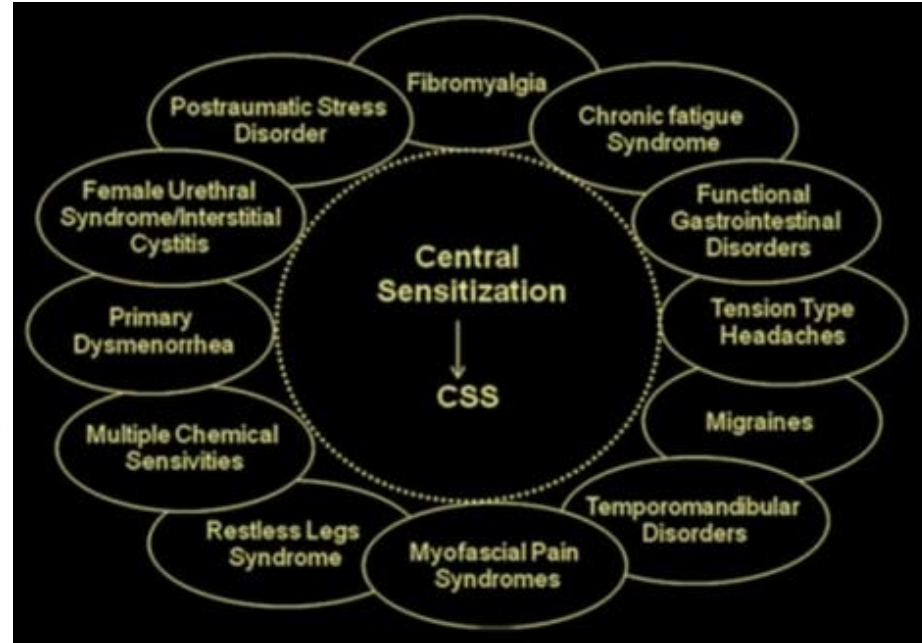 Fibromyalgia
Chronic fatigue
Syndrome
Functional
Gastrointestinal
Disorders
Tension Type
Headaches
Migraines
Temporomandibular
Disorders
Myofascial Pain
Syndromes
Restless Legs
Syndrome
Multiple Chemical
Sensivities
Primary
Dysmenorrhea
Female Urethral
Syndrome/Interstitial
Cystitis
Postraumatic Stress
Disorder
Central
Sensitization
CSS